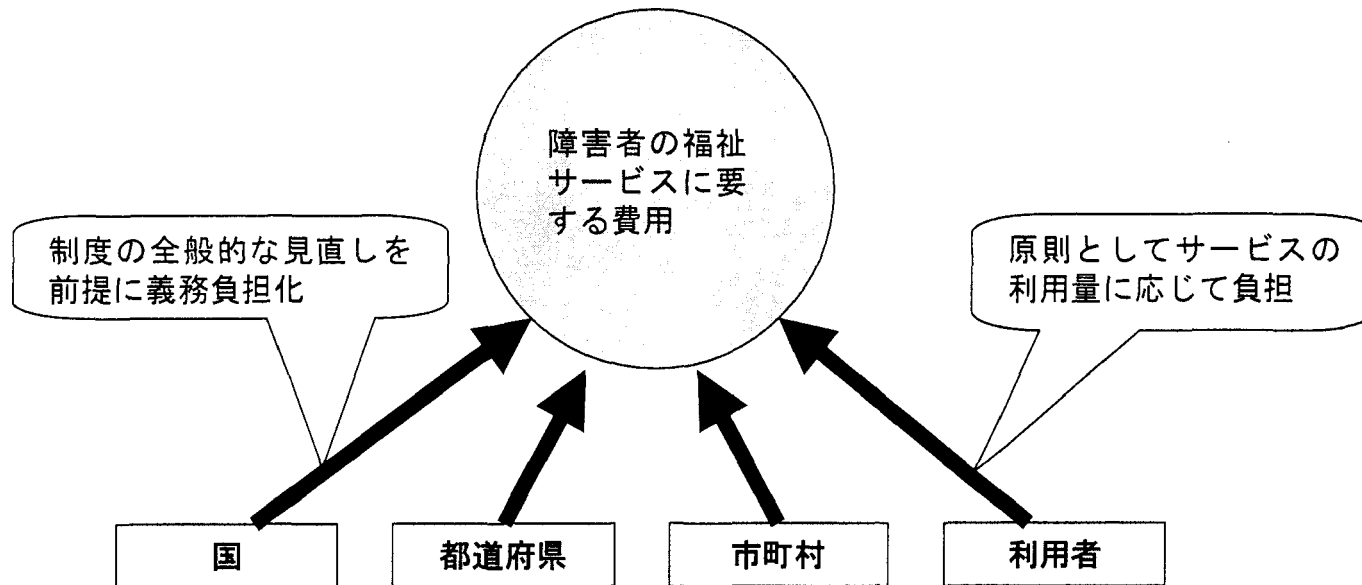 障害者の福祉
サービスに要
する費用
制度の全般的な見直しを
前提に義務負担化
原則としてサービスの
利用量に応じて負担
国
都道府県
市町村
利用者